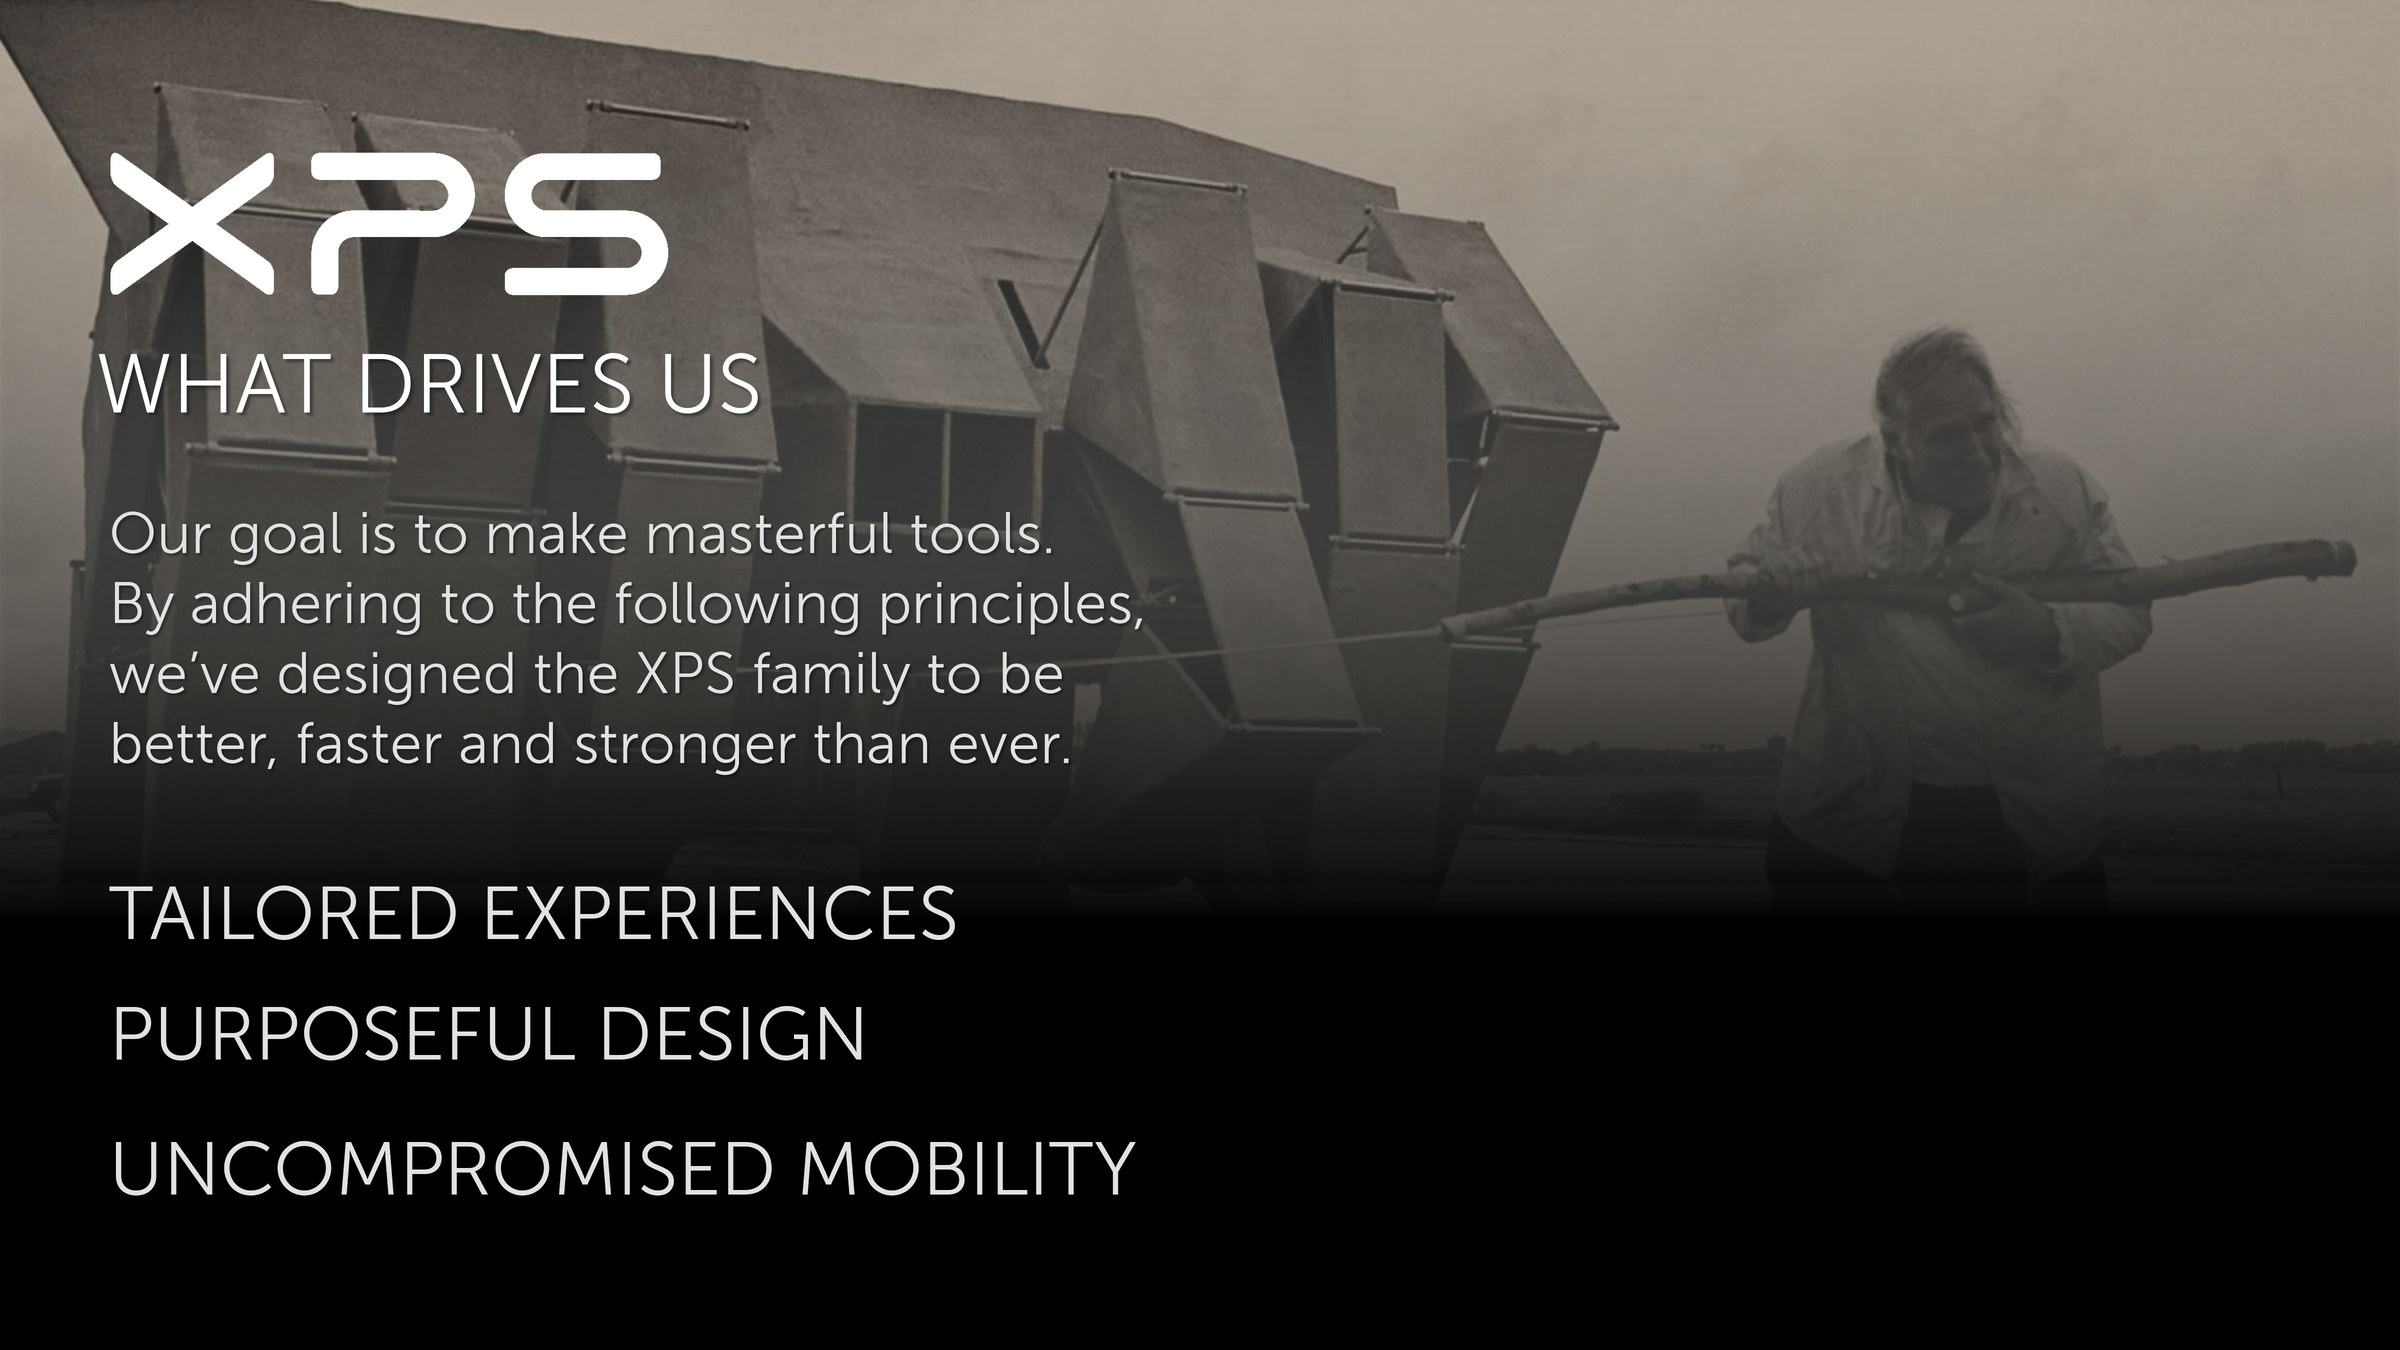 XPS
WHAT DRIVES US
Our goal is to make masterful tools.
By adhering to the following principles,
we’ve designed the XPS family to be
better, faster and stronger than ever.
TAILORED EXPERIENCES
PURPOSEFUL DESIGN
UNCOMPROMISED MOBILITY